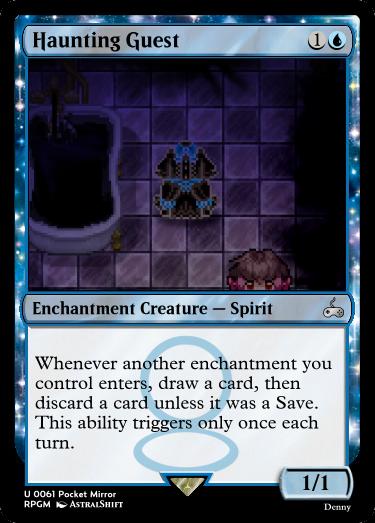 Haunting Guest 1
Enchantment Creature — Spirit
Whenever another enchantment you
control enters, draw a card, then
discard a card unless it was a Save.
This ability triggers only once each
turn.
1/1
U 0061 Pocket Mirror
RPGM AstralShift
Denny